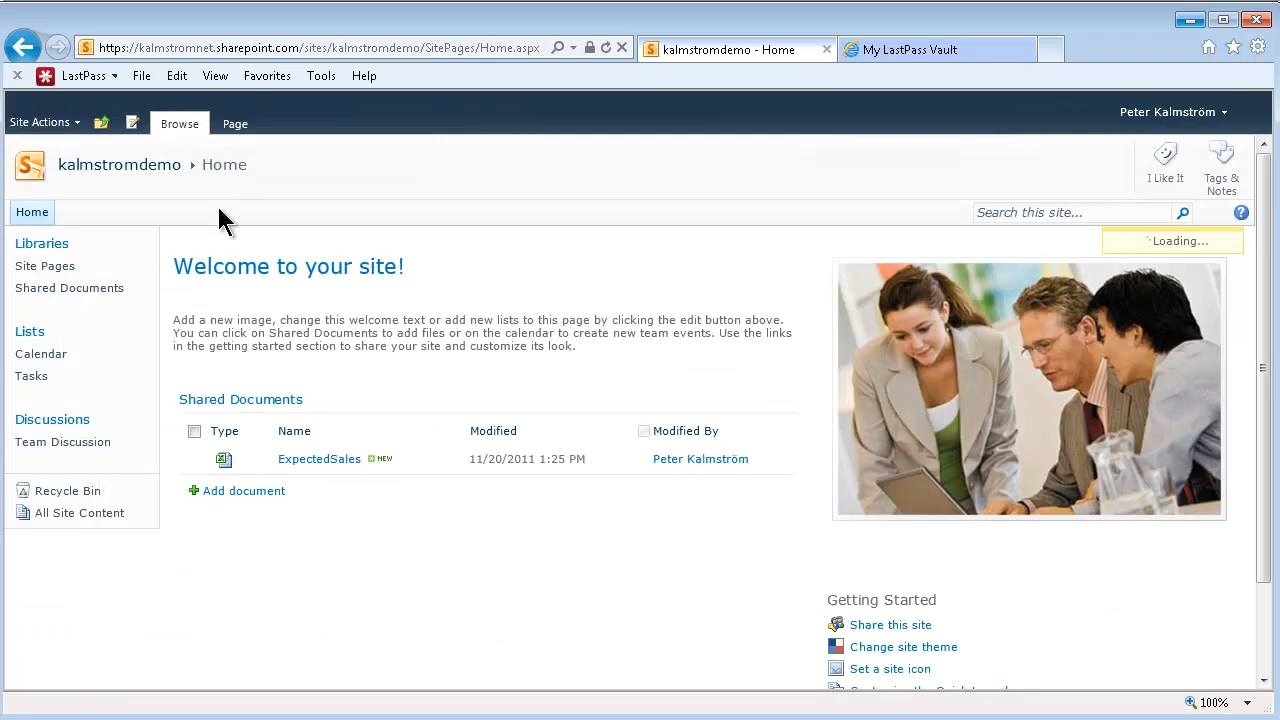 https://kalmstromnet.sharepoint.com/sites/kalmstromdemo/SitePages/Home.aspx
kalmstromdemo - Home
My LastPass Vault
LastPass File Edit View Favorites Tools Help
Site Actions Browse Page Peter Kalmström
kalmstromdemo Home
I Like It
Tags & Notes
Home
Search this site...
Loading...
Libraries
Site Pages
Shared Documents
Lists
Calendar
Tasks
Discussions
Team Discussion
Recycle Bin
All Site Content
Welcome to your site!
Add a new image, change this welcome text or add new lists to this page by clicking the edit button above.
You can click on Shared Documents to add files or on the calendar to create new team events. Use the links
in the getting started section to share your site and customize its look.
Shared Documents
Type Name Modified Modified By
ExpectedSales NEW 11/20/2011 1:25 PM Peter Kalmström
Add document
Getting Started
Share this site
Change site theme
Set a site icon
100%